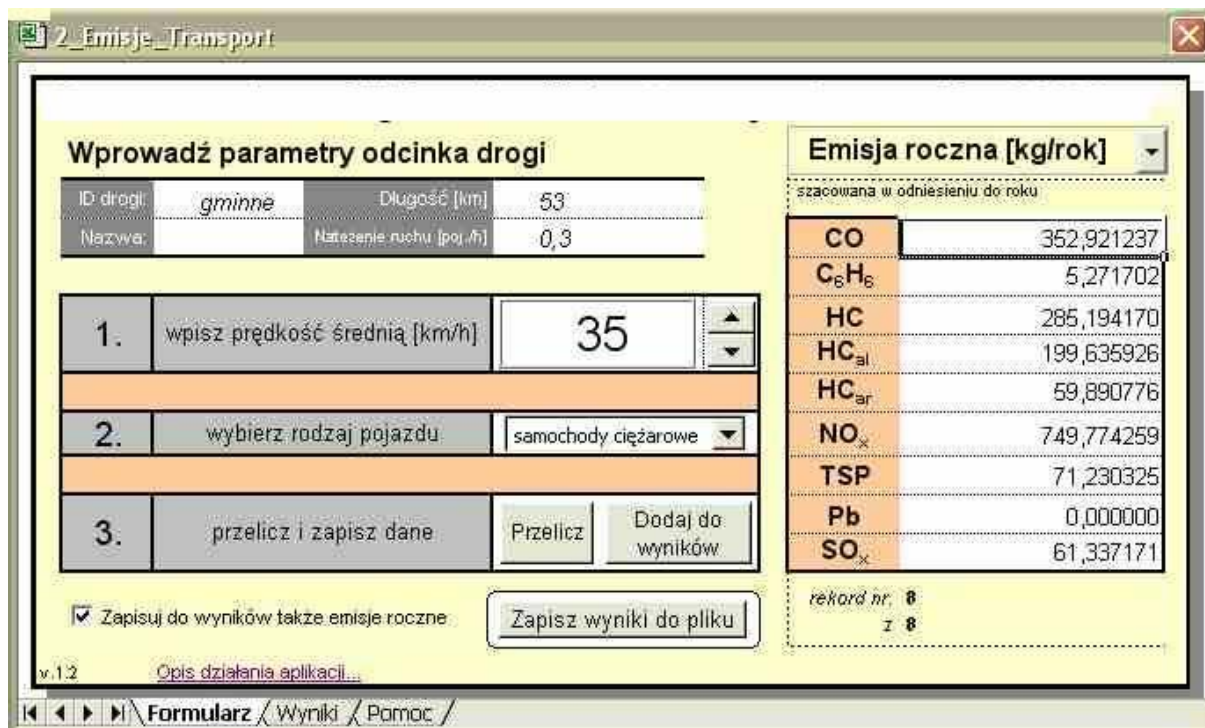 2_Emisje_Transport
Wprowadź parametry odcinka drogi
ID drogi: gminne Długość [km] 53
Nazwa: Natezenie ruchu [poj./h] 0,3
1. wpisz prędkość średnią [km/h] 35
2. wybierz rodzaj pojazdu samochody ciężarowe
3. przelicz i zapisz dane Przelicz Dodaj do wyników
Zapisuj do wyników także emisje roczne Zapisz wyniki do pliku
v.1.2 Opis działania aplikacji...
Emisja roczna [kg/rok]
szacowana w odniesieniu do roku
CO 352,921237
C₆H₆ 5,271702
HC 285,194170
HCal 199,635926
HCar 59,890776
NOx 749,774259
TSP 71,230325
Pb 0,000000
SOx 61,337171
rekord nr. 8
z 8
Formularz / Wyniki / Pomoc /